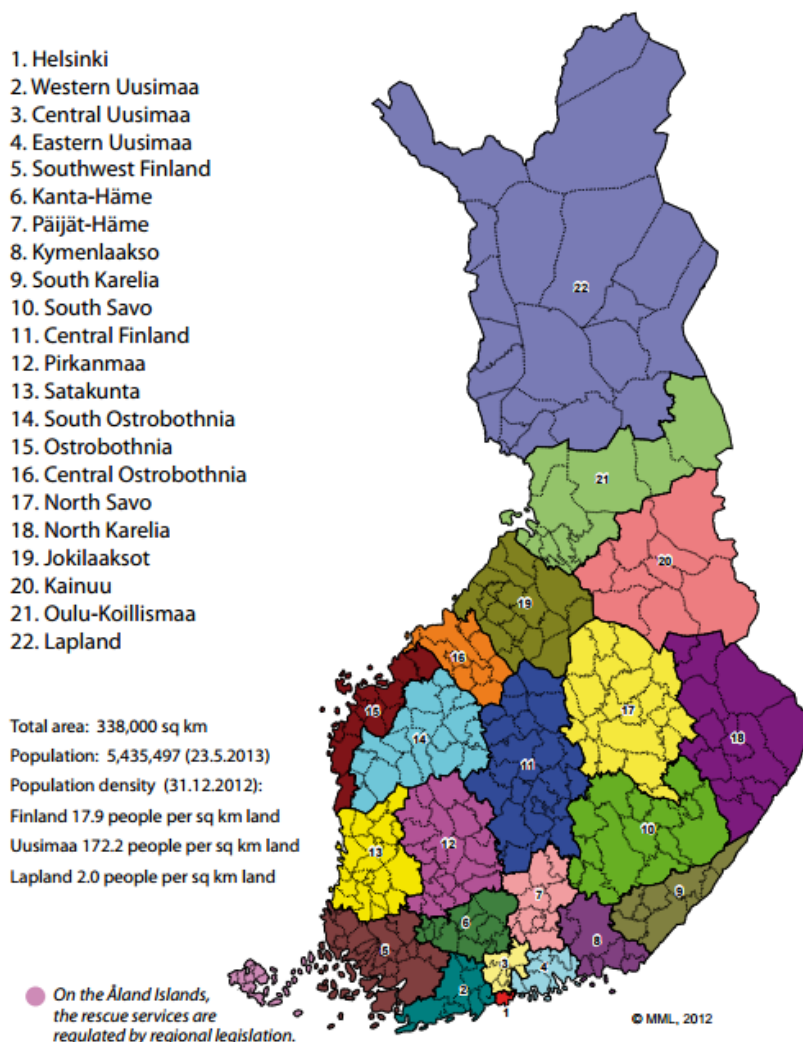 1. Helsinki
2. Western Uusimaa
3. Central Uusimaa
4. Eastern Uusimaa
5. Southwest Finland
6. Kanta-Häme
7. Päijät-Häme
8. Kymenlaakso
9. South Karelia
10. South Savo
11. Central Finland
12. Pirkanmaa
13. Satakunta
14. South Ostrobothnia
15. Ostrobothnia
16. Central Ostrobothnia
17. North Savo
18. North Karelia
19. Jokilaaksot
20. Kainuu
21. Oulu-Koillismaa
22. Lapland
Total area: 338,000 sq km
Population: 5,435,497 (23.5.2013)
Population density (31.12.2012):
Finland 17.9 people per sq km land
Uusimaa 172.2 people per sq km land
Lapland 2.0 people per sq km land
On the Åland Islands,
the rescue services are
regulated by regional legislation.
22
21
20
19
16
17
15
18
14
11
10
12
13
7
9
6
8
5
3
4
2
1
© MML, 2012